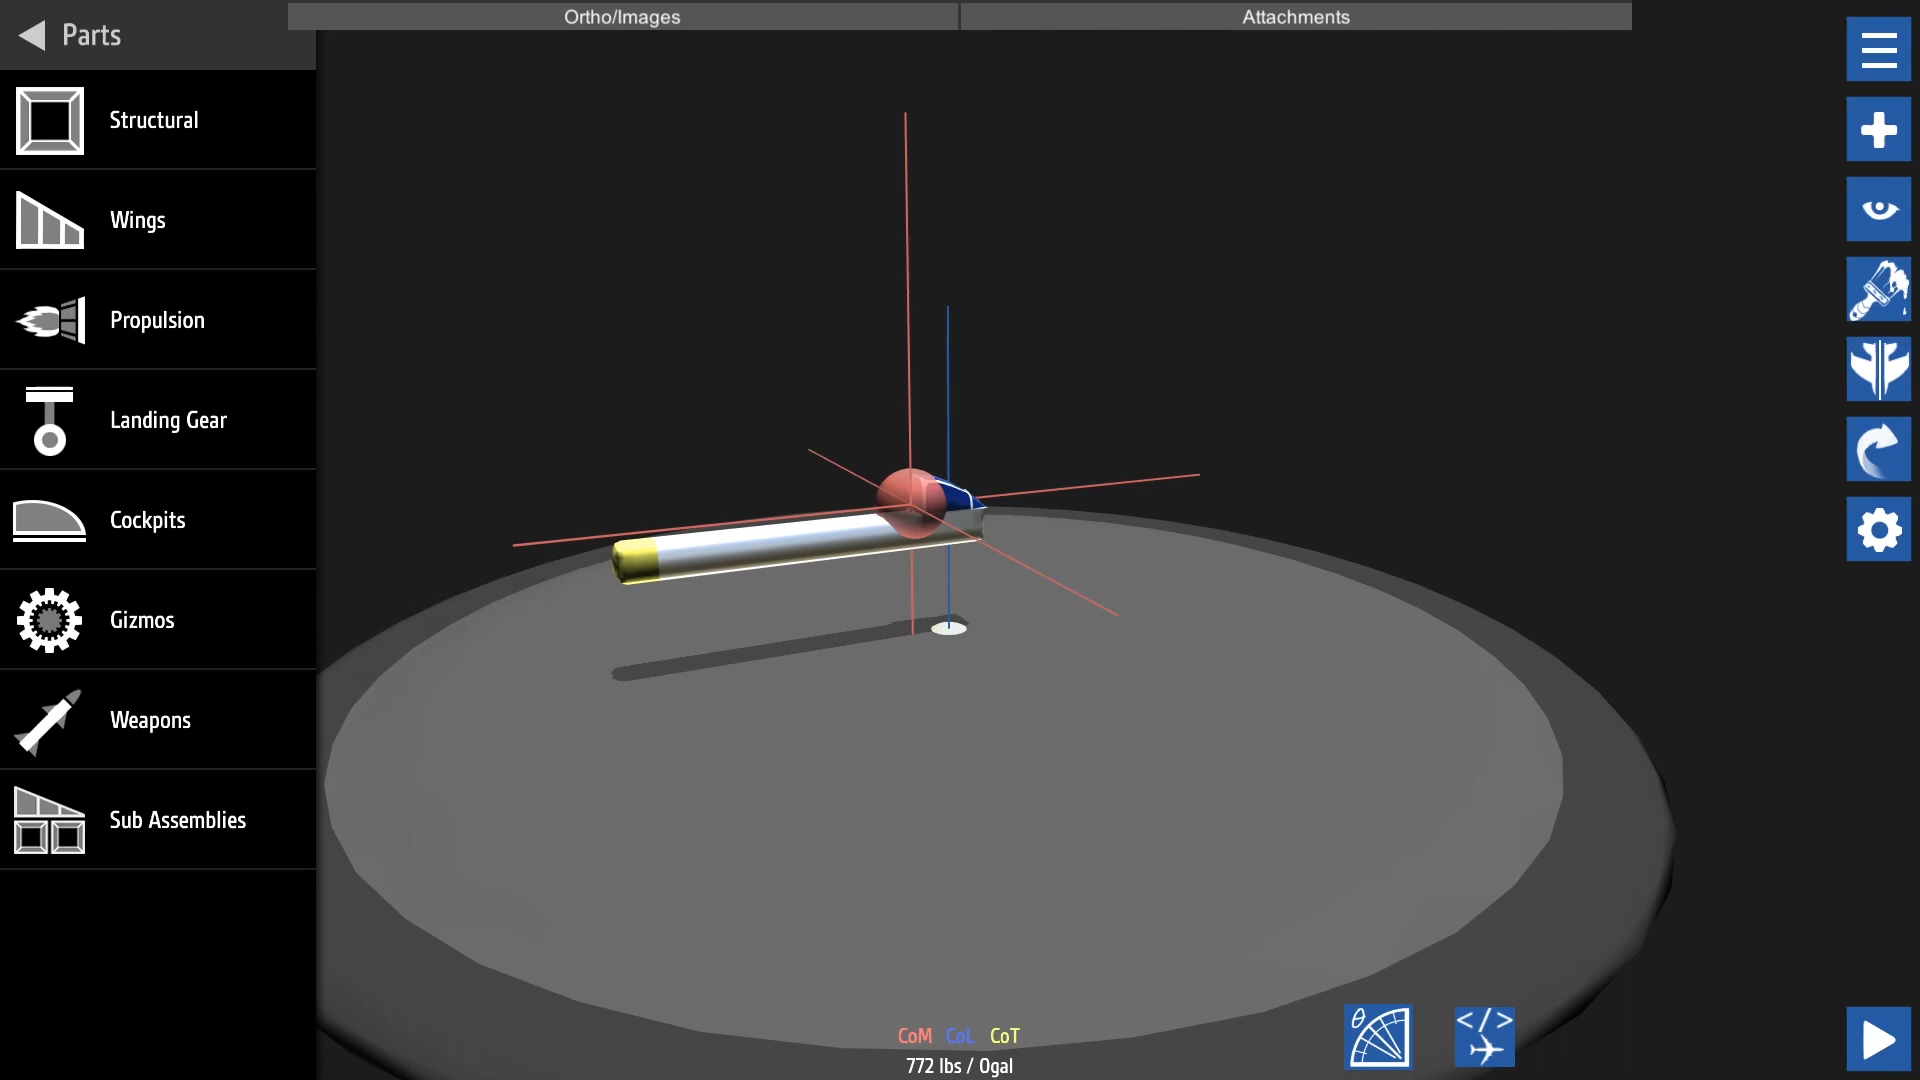 Parts
Ortho/Images
Attachments
Structural
Wings
Propulsion
Landing Gear
Cockpits
Gizmos
Weapons
Sub Assemblies
CoM CoL CoT
772 lbs / 0gal
θ
</>